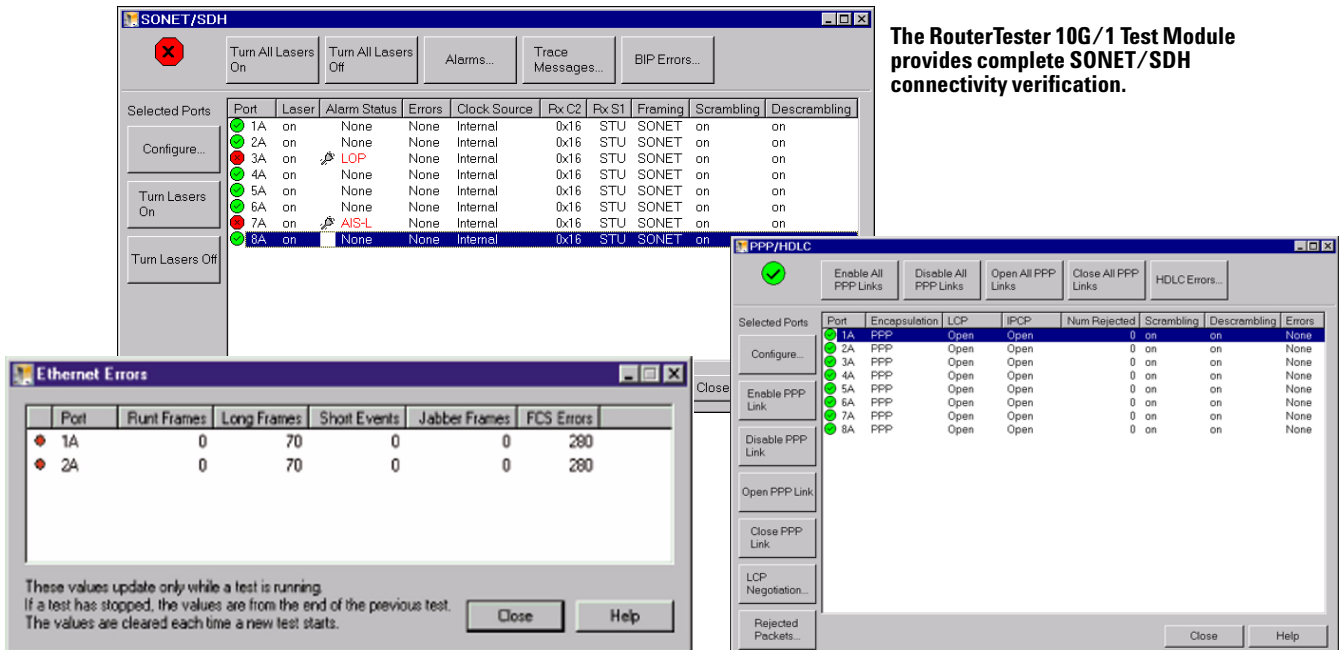 SONET/SDH
Turn All Lasers On
Turn All Lasers Off
Alarms...
Trace Messages...
BIP Errors...
Selected Ports
Configure...
Turn Lasers On
Turn Lasers Off
Port Laser Alarm Status Errors Clock Source Rx C2 Rx S1 Framing Scrambling Descrambling
1A on None None Internal 0x16 STU SONET on on
2A on None None Internal 0x16 STU SONET on on
3A on LOP None Internal 0x16 STU SONET on on
4A on None None Internal 0x16 STU SONET on on
5A on None None Internal 0x16 STU SONET on on
6A on None None Internal 0x16 STU SONET on on
7A on AIS-L None Internal 0x16 STU SONET on on
8A on None None Internal 0x16 STU SONET on
Close
The RouterTester 10G/1 Test Module
provides complete SONET/SDH
connectivity verification.
Ethernet Errors
Port Runt Frames Long Frames Short Events Jabber Frames FCS Errors
1A 0 70 0 0 280
2A 0 70 0 0 280
These values update only while a test is running.
If a test has stopped, the values are from the end of the previous test.
The values are cleared each time a new test starts.
Close
Help
PPP/HDLC
Enable All PPP Links
Disable All PPP Links
Open All PPP Links
Close All PPP Links
HDLC Errors...
Selected Ports
Configure...
Enable PPP Link
Disable PPP Link
Open PPP Link
Close PPP Link
LCP Negotiation...
Rejected Packets...
Port Encapsulation LCP IPCP Num Rejected Scrambling Descrambling Errors
1A PPP Open Open 0 on on None
2A PPP Open Open 0 on on None
3A PPP Open Open 0 on on None
4A PPP Open Open 0 on on None
5A PPP Open Open 0 on on None
6A PPP Open Open 0 on on None
7A PPP Open Open 0 on on None
8A PPP Open Open 0 on on None
Close
Help